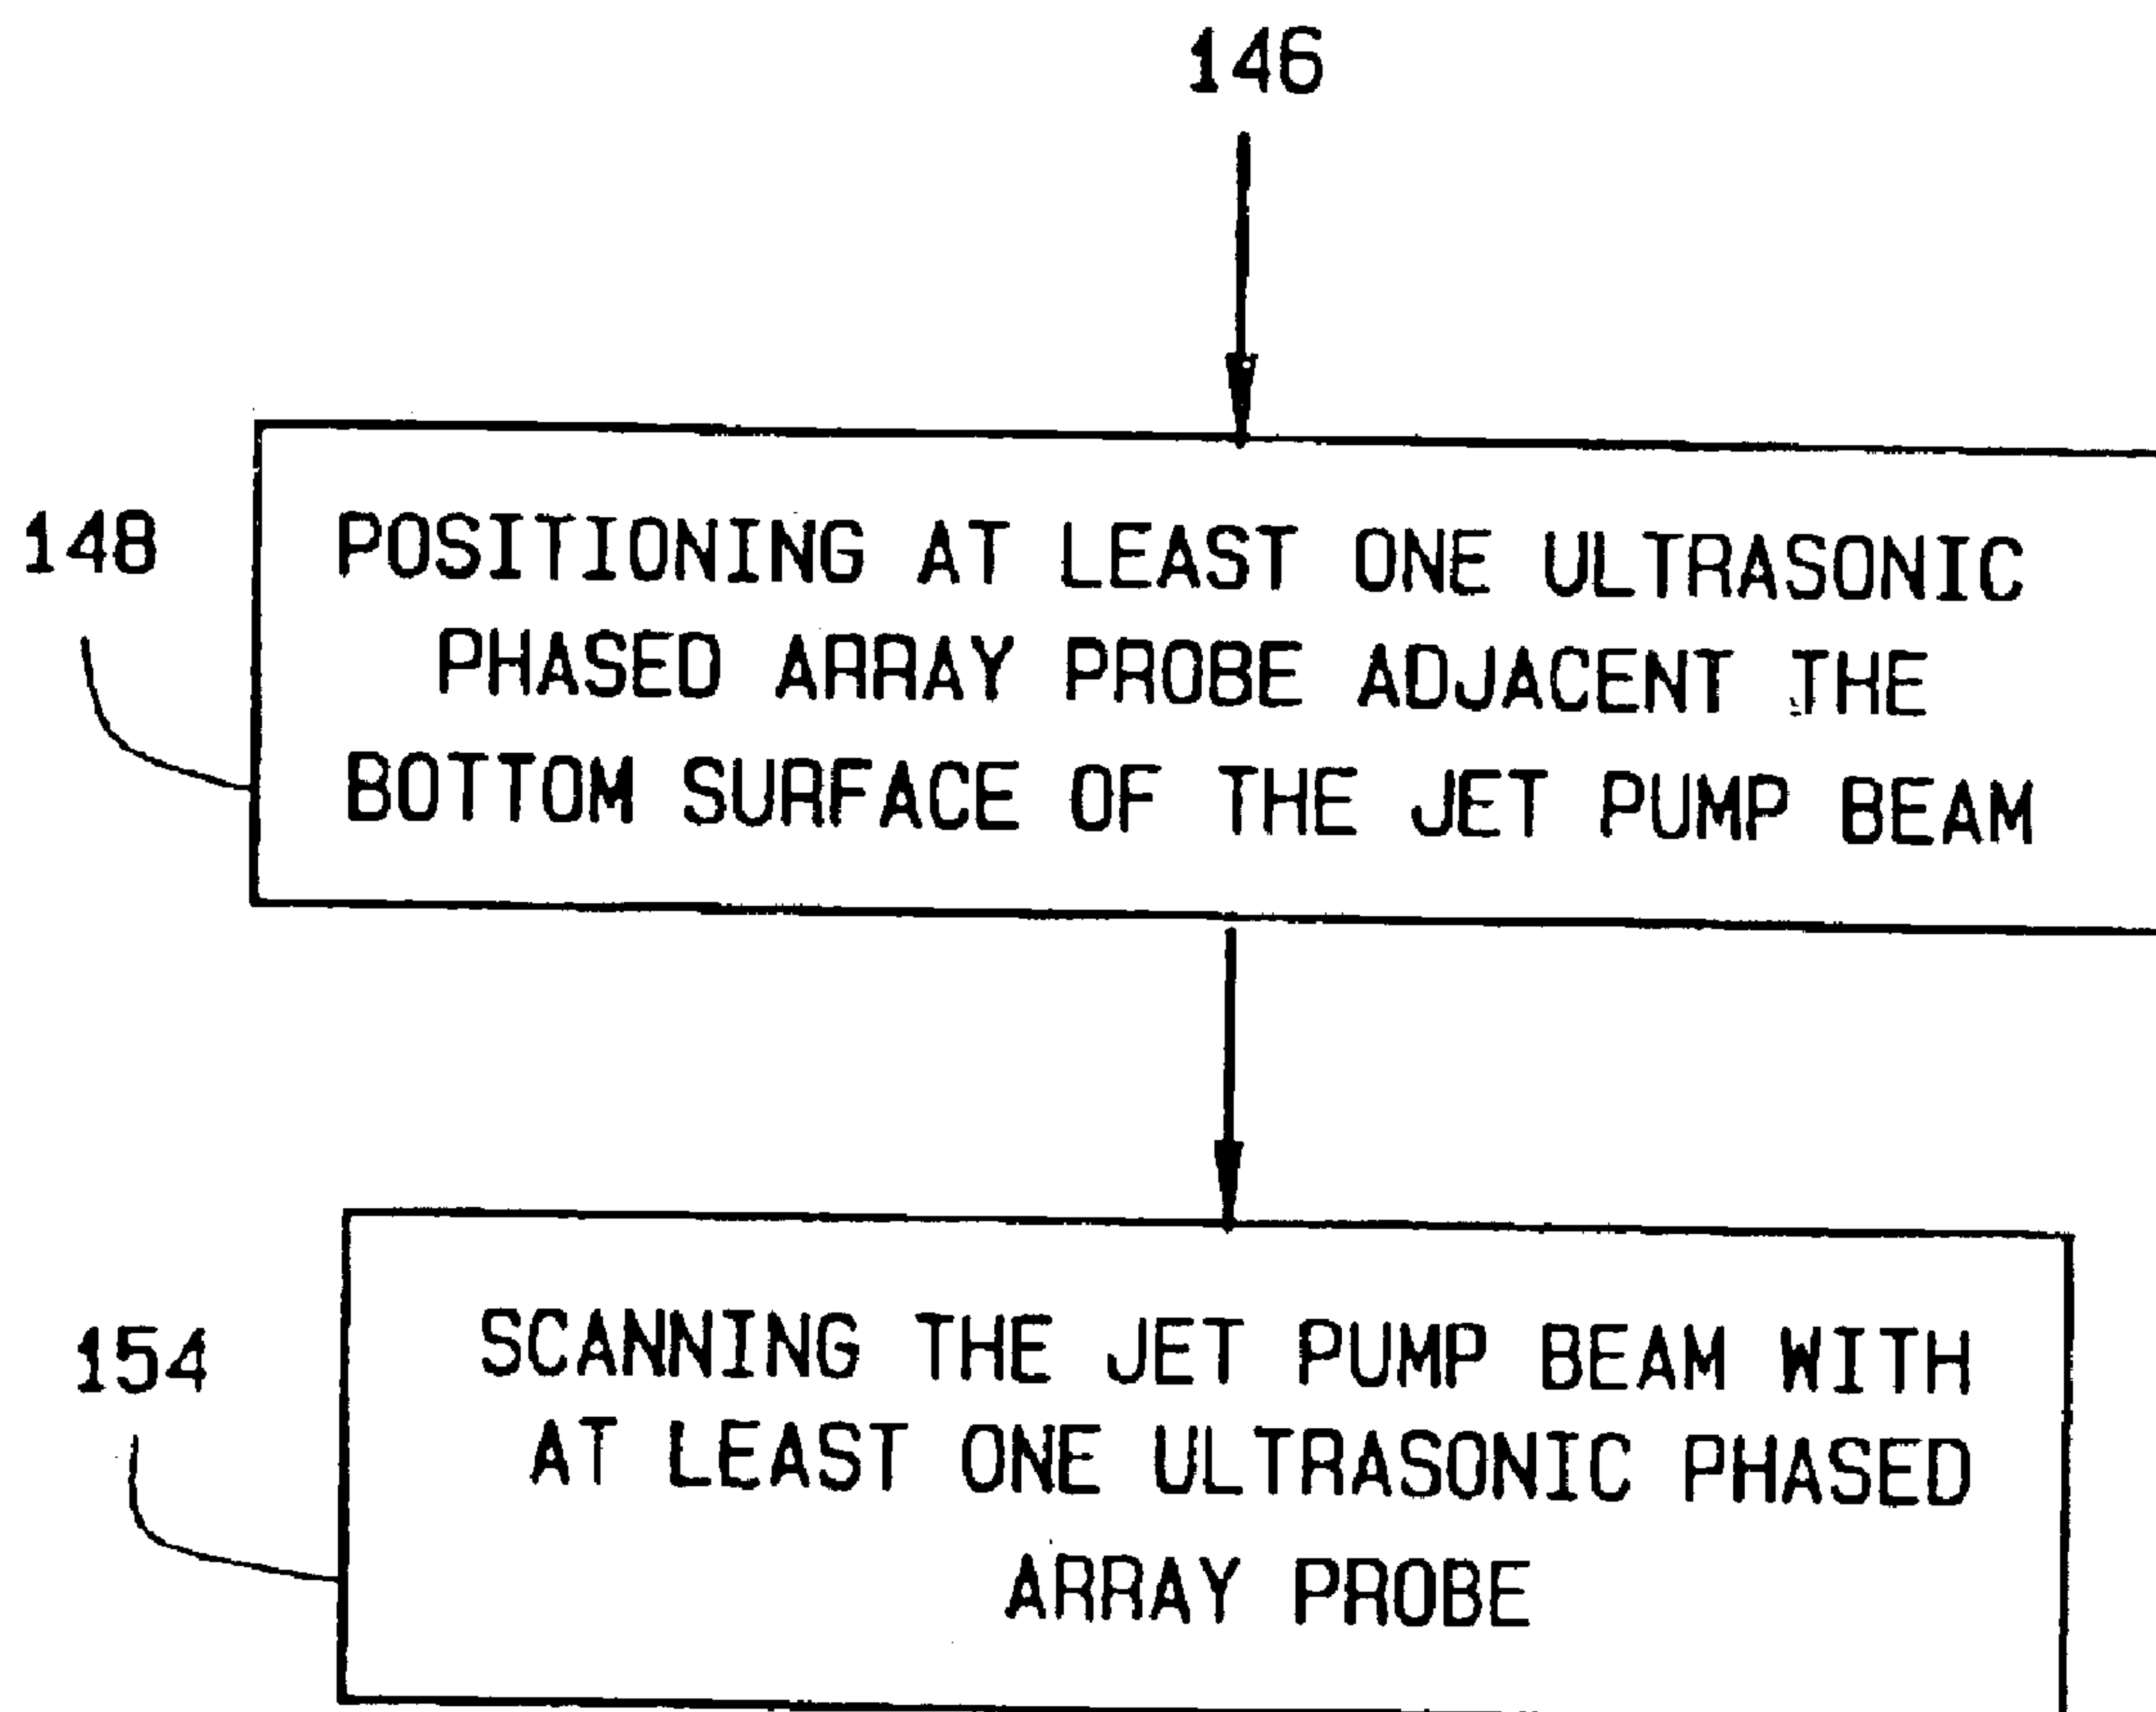 146
148
POSITIONING AT LEAST ONE ULTRASONIC
PHASED ARRAY PROBE ADJACENT THE
BOTTOM SURFACE OF THE JET PUMP BEAM
154
SCANNING THE JET PUMP BEAM WITH
AT LEAST ONE ULTRASONIC PHASED
ARRAY PROBE